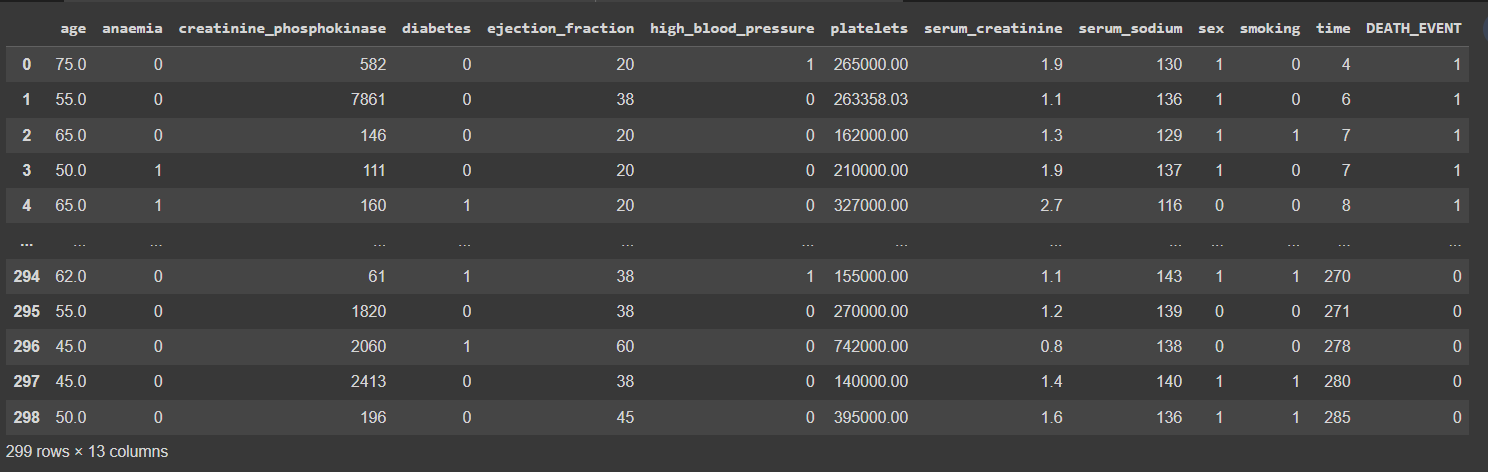 age anaemia creatinine_phosphokinase diabetes ejection_fraction high_blood_pressure platelets serum_creatinine serum_sodium sex smoking time DEATH_EVENT
0 75.0 0 582 0 20 1 265000.00 1.9 130 1 0 4 1
1 55.0 0 7861 0 38 0 263358.03 1.1 136 1 0 6 1
2 65.0 0 146 0 20 0 162000.00 1.3 129 1 1 7 1
3 50.0 1 111 0 20 0 210000.00 1.9 137 1 0 7 1
4 65.0 1 160 1 20 0 327000.00 2.7 116 0 0 8 1
... ... ... ... ... ... ... ... ... ... ... ... ... ...
294 62.0 0 61 1 38 1 155000.00 1.1 143 1 1 270 0
295 55.0 0 1820 0 38 0 270000.00 1.2 139 0 0 271 0
296 45.0 0 2060 1 60 0 742000.00 0.8 138 0 0 278 0
297 45.0 0 2413 0 38 0 140000.00 1.4 140 1 1 280 0
298 50.0 0 196 0 45 0 395000.00 1.6 136 1 1 285 0
299 rows × 13 columns